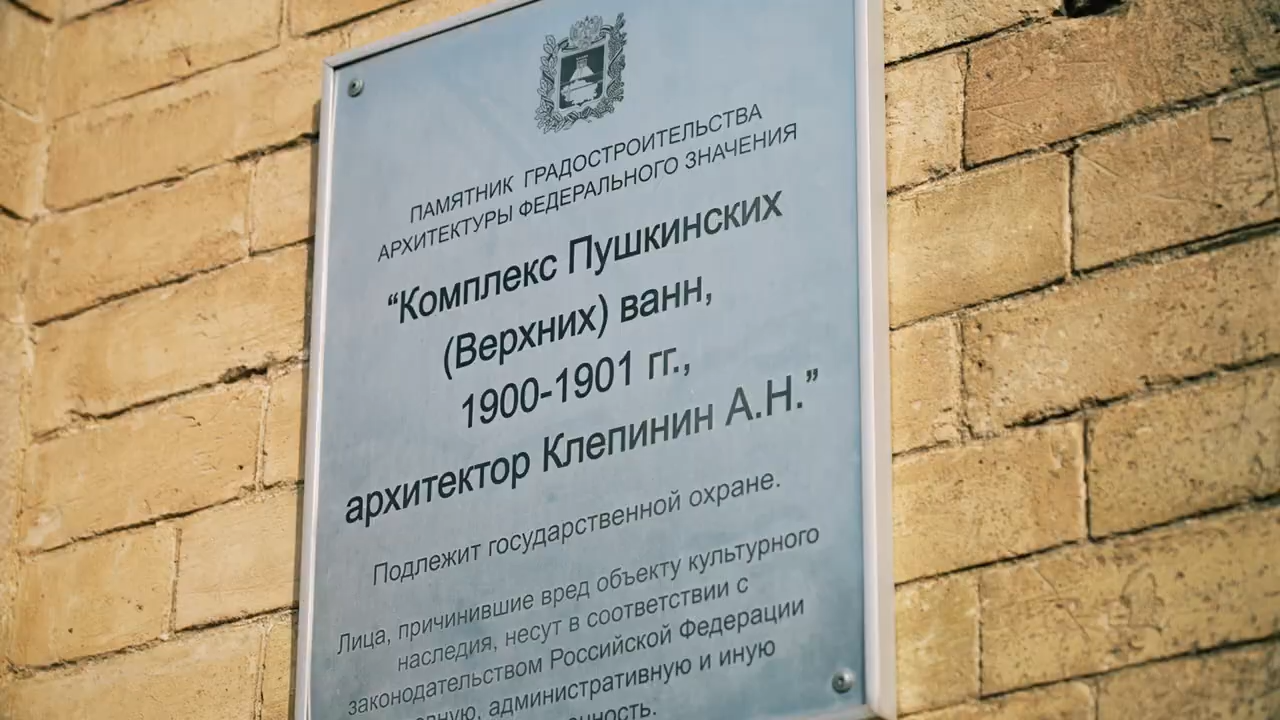 ПАМЯТНИК ГРАДОСТРОИТЕЛЬСТВА
АРХИТЕКТУРЫ ФЕДЕРАЛЬНОГО ЗНАЧЕНИЯ
“Комплекс Пушкинских
(Верхних) ванн,
1900-1901 гг.,
архитектор Клепинин А.Н.”
Подлежит государственной охране.
Лица, причинившие вред объекту культурного
наследия, несут в соответствии с
законодательством Российской Федерации
административную и иную